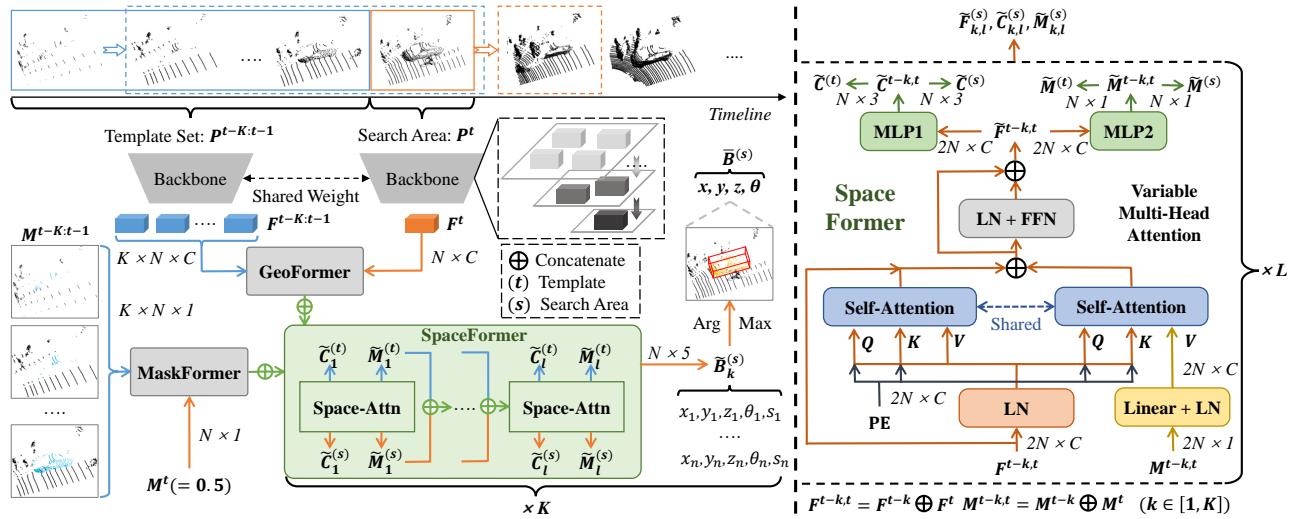 ....
....
Timeline
Template Set: P^{t-K:t-1}
Search Area: P^t
Backbone
Shared Weight
Backbone
....
F^{t-K:t-1}
F^t
M^{t-K:t-1}
K × N × C
N × C
GeoFormer
K × N × 1
MaskFormer
N × 1
....
M^t(= 0.5)
....
⊕ Concatenate
(t) Template
(s) Search Area
B̅^{(s)}
x, y, z, θ
Arg Max
SpaceFormer
C̃_1^{(t)} M̃_1^{(t)} C̃_l^{(t)} M̃_l^{(t)}
Space-Attn .... Space-Attn
C̃_1^{(s)} M̃_1^{(s)} C̃_l^{(s)} M̃_l^{(s)}
N × 5
B̃_k^{(s)}
x_1, y_1, z_1, θ_1, s_1
....
x_n, y_n, z_n, θ_n, s_n
× K
F̃_{k,l}^{(s)}, C̃_{k,l}^{(s)}, M̃_{k,l}^{(s)}
C̃^{(t)} C̃^{t-k,t} C̃^{(s)}
N × 3 N × 3
M̃^{(t)} M̃^{t-k,t} M̃^{(s)}
N × 1 N × 1
MLP1 F̃^{t-k,t} MLP2
2N × C 2N × C
Space
Former
LN + FFN
Variable
Multi-Head
Attention
× L
Self-Attention Shared Self-Attention
Q K V Q K V
2N × C
2N × C
PE LN Linear + LN
2N × C 2N × 1
F^{t-k,t} M^{t-k,t}
F^{t-k,t} = F^{t-k} ⊕ F^t M^{t-k,t} = M^{t-k} ⊕ M^t (k ∈ [1, K])